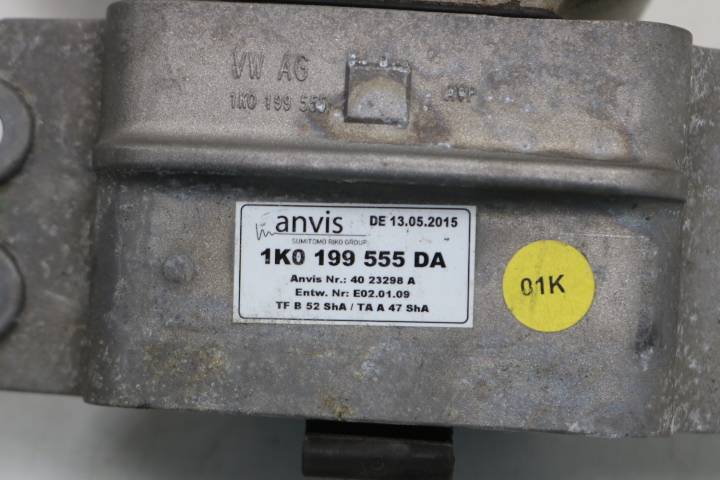 VW AG
1K0 199 555
anvis DE 13.05.2015
SUMITOMO RIKO GROUP
1K0 199 555 DA
Anvis Nr.: 40 23298 A
Entw. Nr: E02.01.09
TF B 52 ShA / TA A 47 ShA
01K